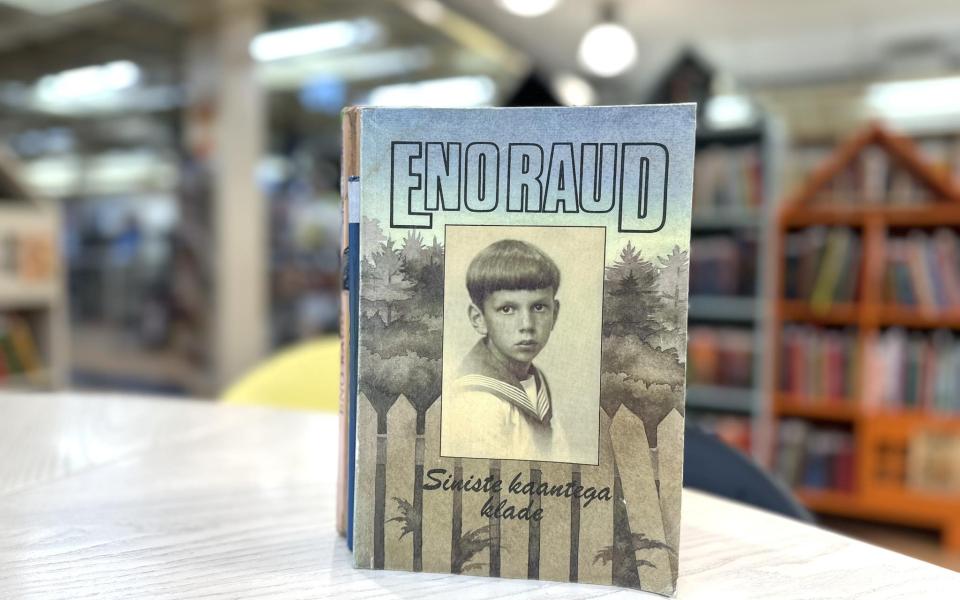 ENO RAUD
Siniste kaantega
klade